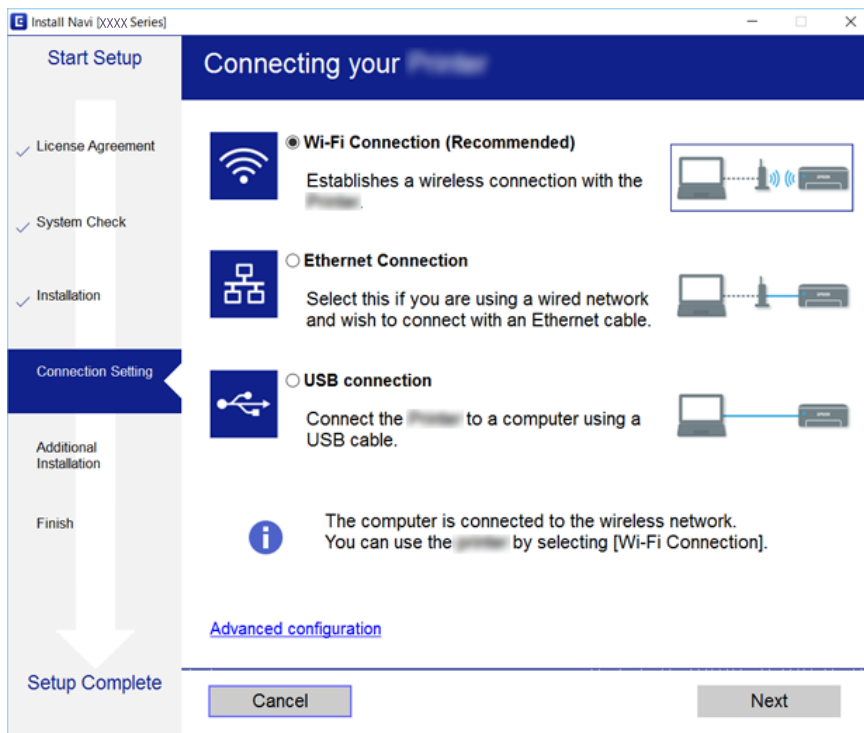 Install Navi [XXXX Series]
Start Setup
Connecting your
License Agreement
System Check
Installation
Connection Setting
Additional
Installation
Finish
Setup Complete
Wi-Fi Connection (Recommended)
Establishes a wireless connection with the
.
Ethernet Connection
Select this if you are using a wired network
and wish to connect with an Ethernet cable.
USB connection
Connect the to a computer using a
USB cable.
The computer is connected to the wireless network.
You can use the by selecting [Wi-Fi Connection].
Advanced configuration
Cancel
Next